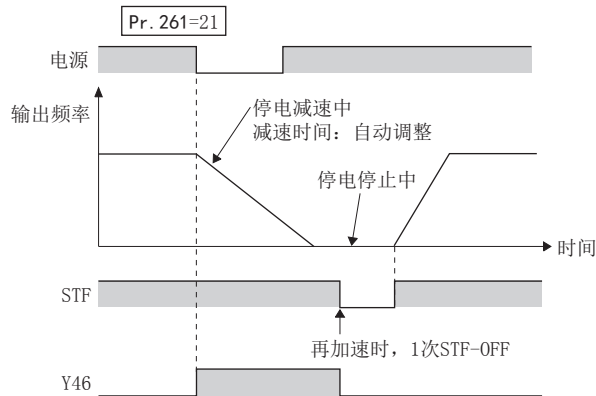 Pr.261=21
电源
输出频率
停电减速中
减速时间：自动调整
停电停止中
时间
STF
再加速时，1次STF-OFF
Y46